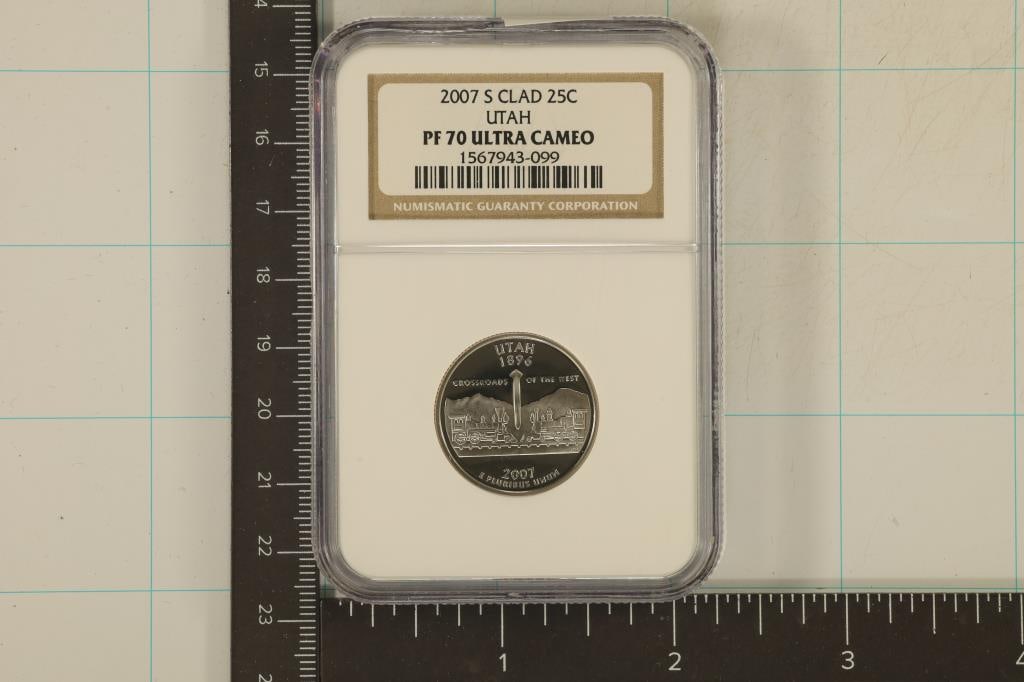 2007 S CLAD 25C
UTAH
PF 70 ULTRA CAMEO
1567943-099
NUMISMATIC GUARANTY CORPORATION
UTAH
1896
CROSSROADS OF THE WEST
2007
E PLURIBUS UNUM
15
16
17
18
19
20
21
22
23
1 2 3 4